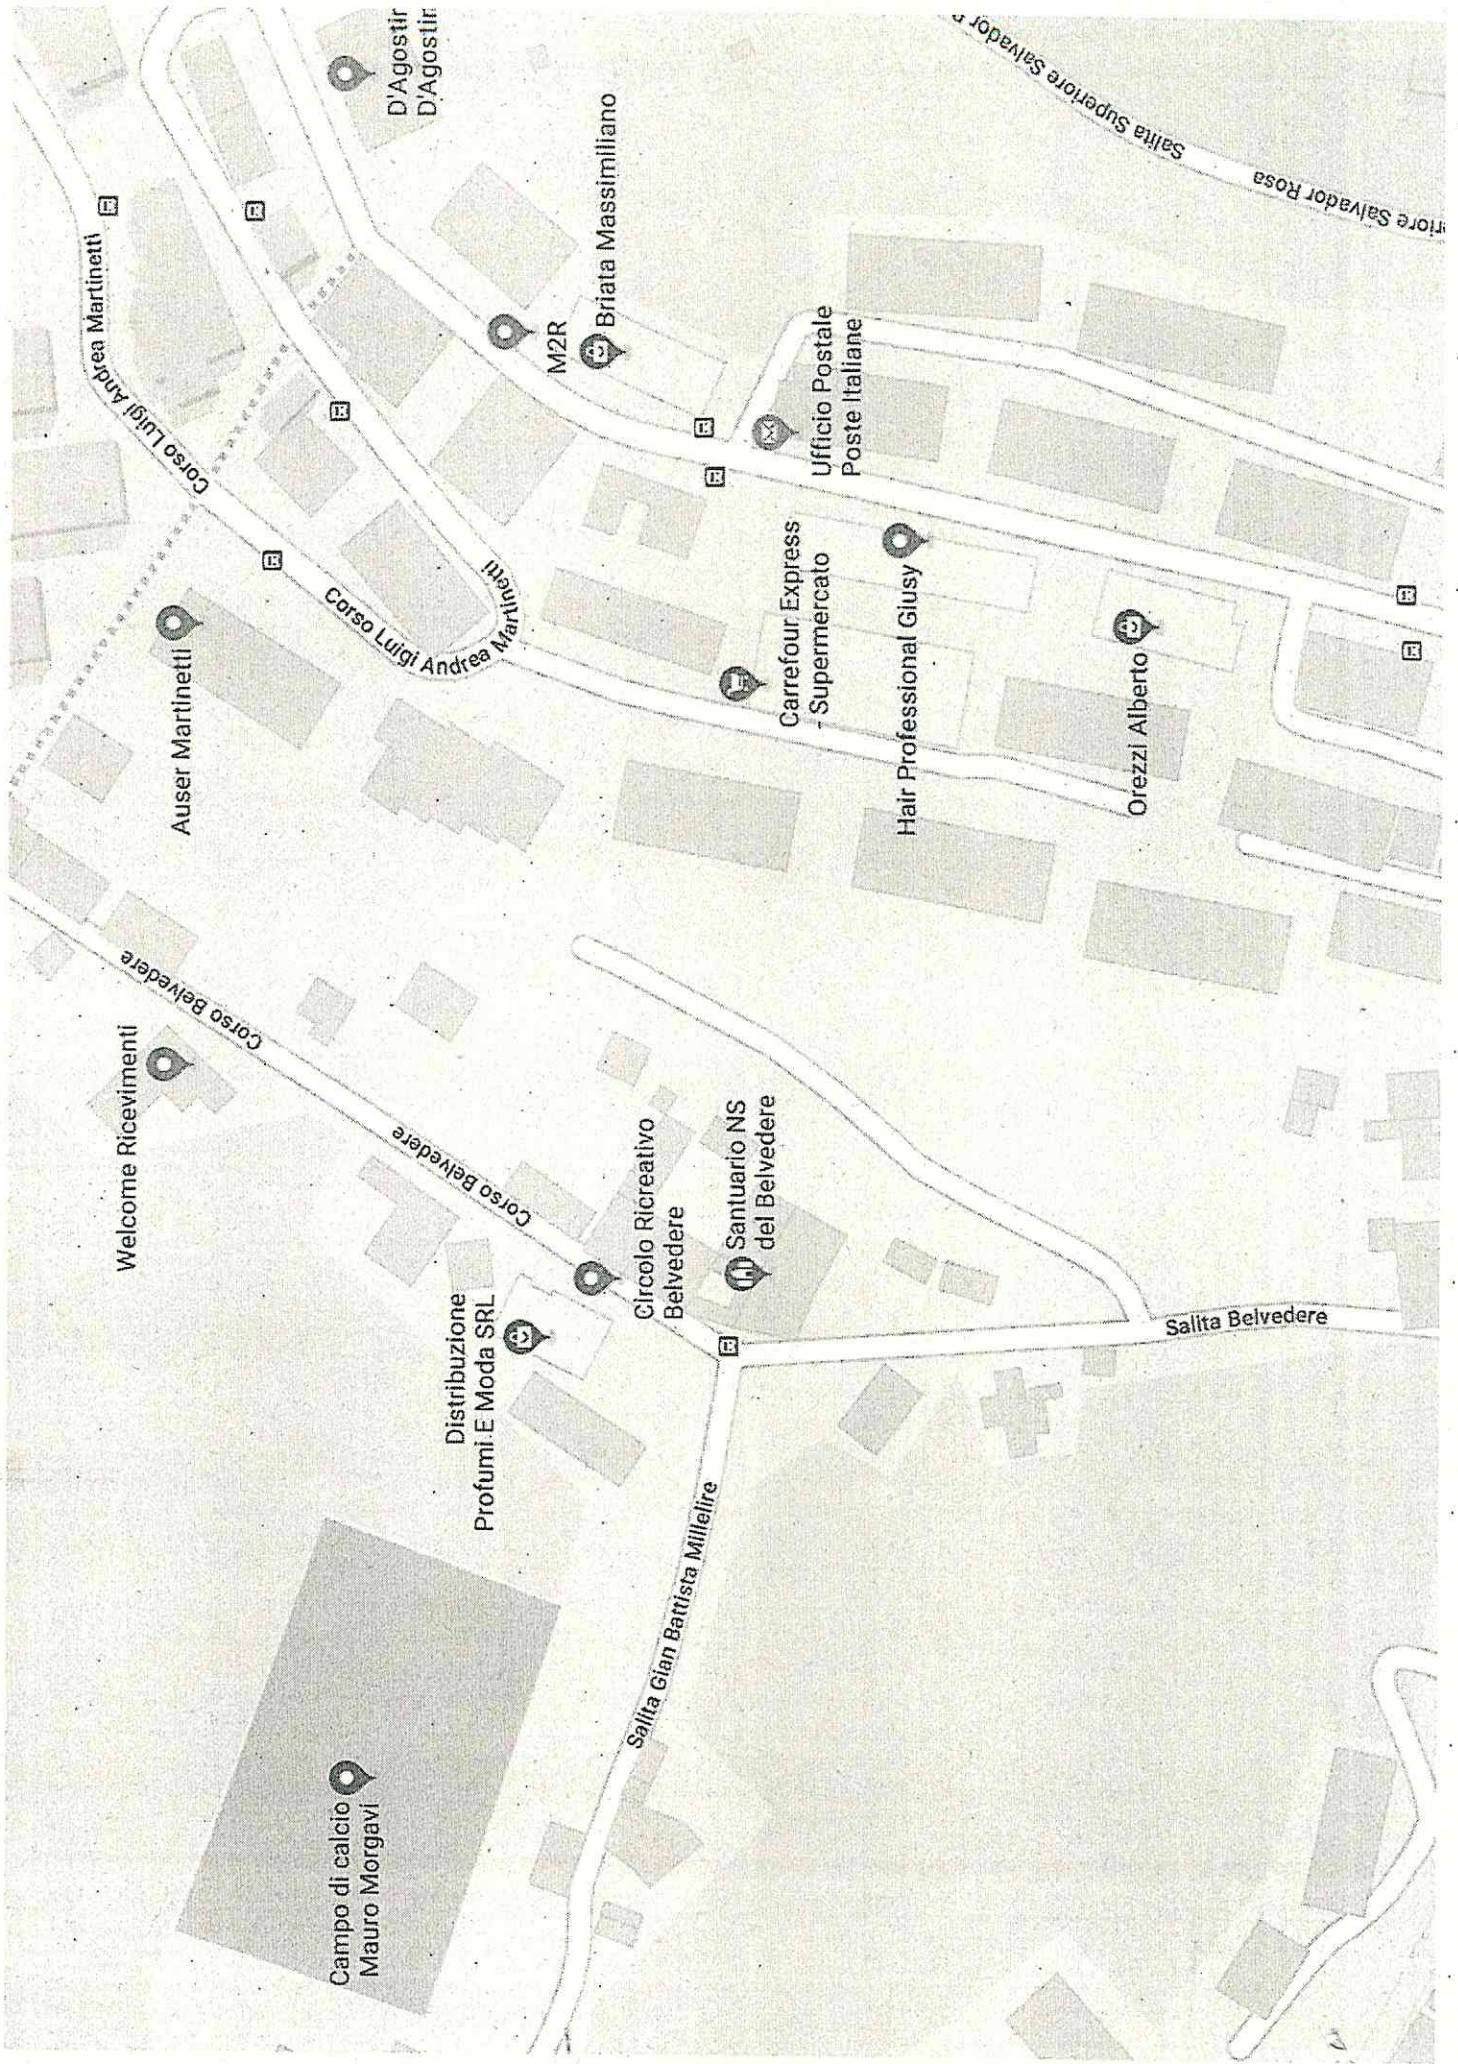 Corso Luigi Andrea Martinetti
Welcome Ricevimenti
Auser Martinetti
Corso Belvedere
Campo di calcio
Mauro Morgavi
D'Agostin
D'Agostin
Corso Luigi Andrea Martinetti
Corso Belvedere
Distribuzione
Profumi E Moda SRL
M2R
Briata Massimiliano
Circolo Ricreativo
Belvedere
Salita Gian Battista Millelire
Santuario NS
del Belvedere
Carrefour Express
- Supermercato
Ufficio Postale
Poste Italiane
Hair Professional Giusy
Salita Superiore Salvador R
Orezzi Alberto
Salita Belvedere
riore Salvador Rosa